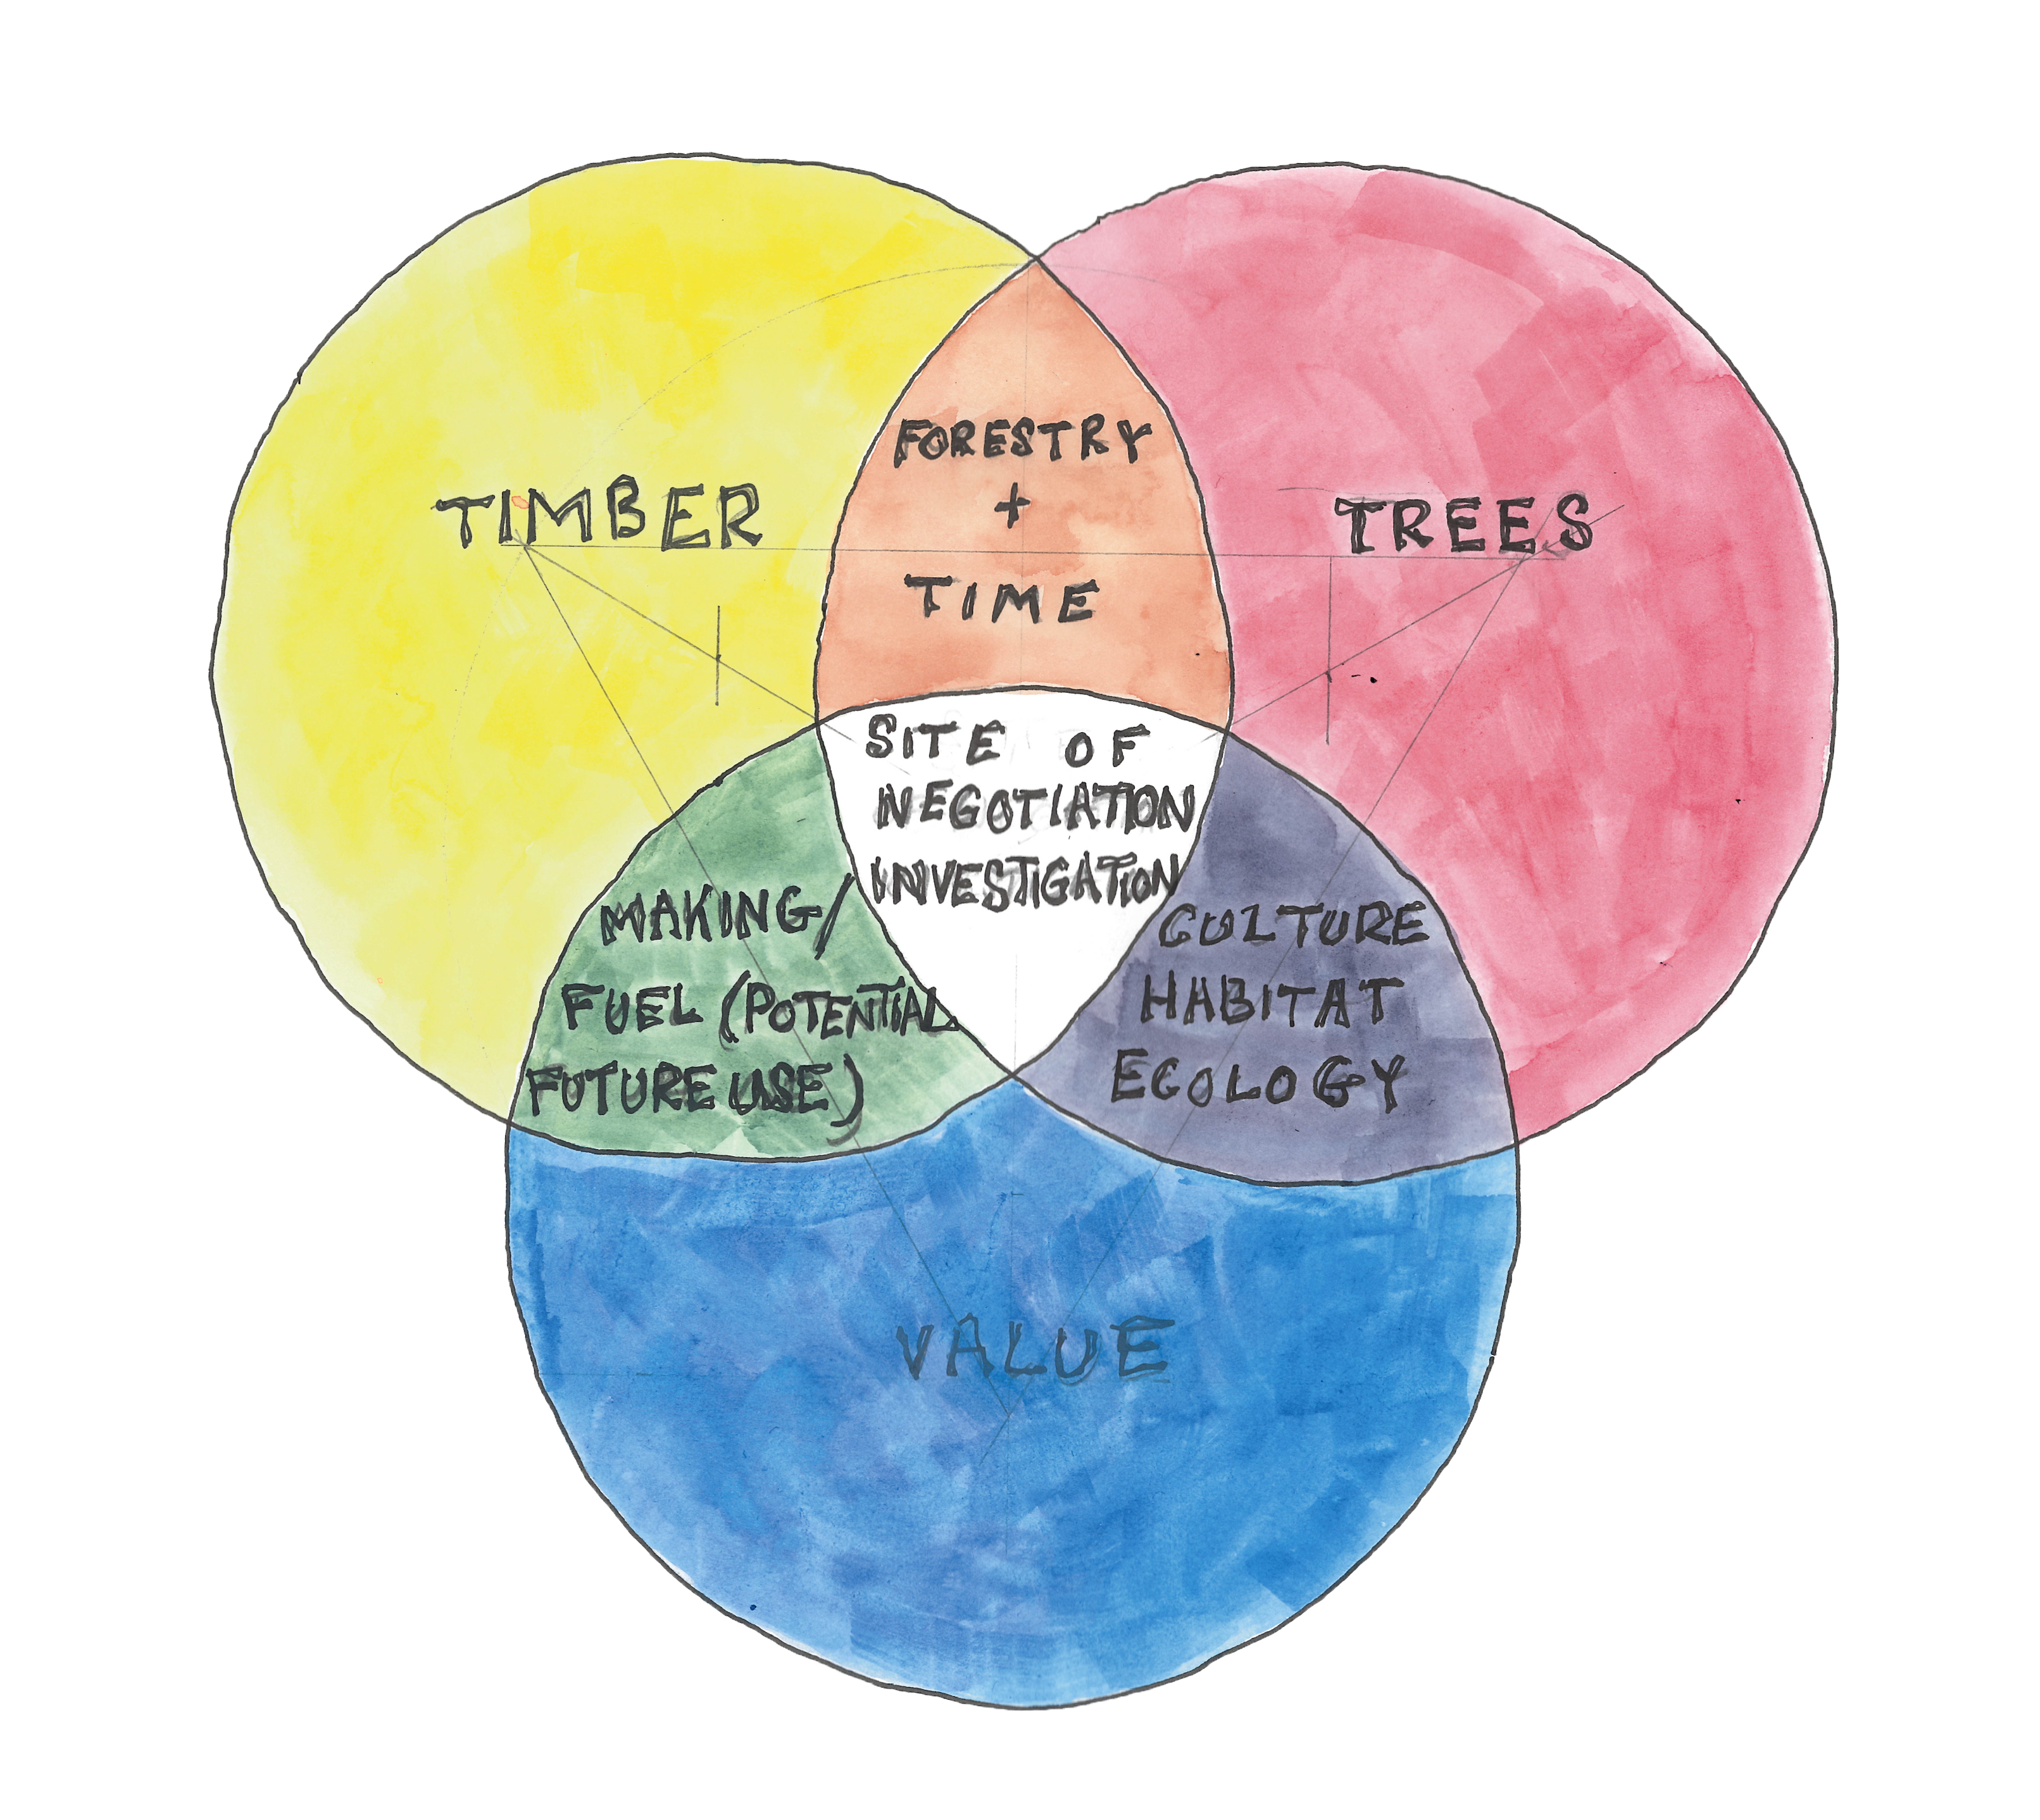 TIMBER
TREES
FORESTRY
+
TIME
SITE OF
NEGOTIATION
INVESTIGATION
MAKING/
FUEL (POTENTIAL
FUTURE USE)
CULTURE
HABITAT
ECOLOGY
VALUE